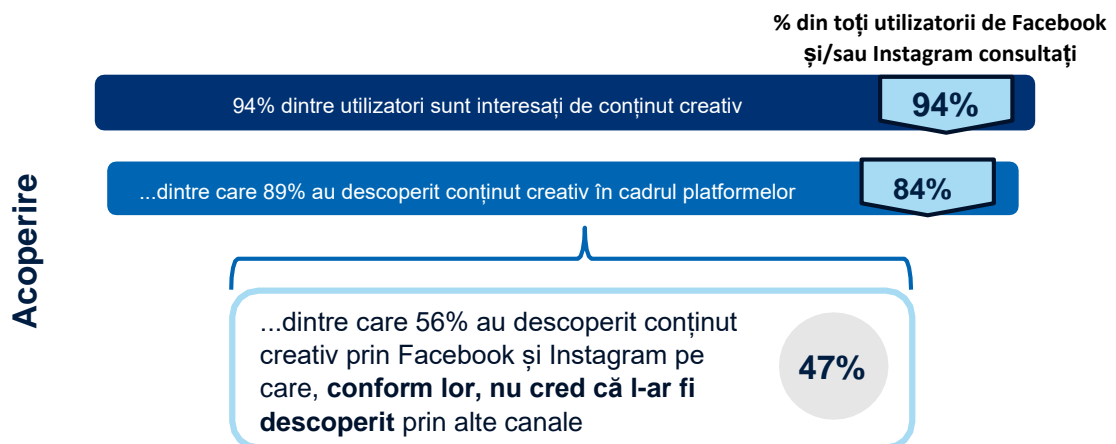 % din toți utilizatorii de Facebook
și/sau Instagram consultați
94% dintre utilizatori sunt interesați de conținut creativ
94%
...dintre care 89% au descoperit conținut creativ în cadrul platformelor
84%
Acoperire
...dintre care 56% au descoperit conținut
creativ prin Facebook și Instagram pe
care, conform lor, nu cred că l-ar fi
descoperit prin alte canale
47%